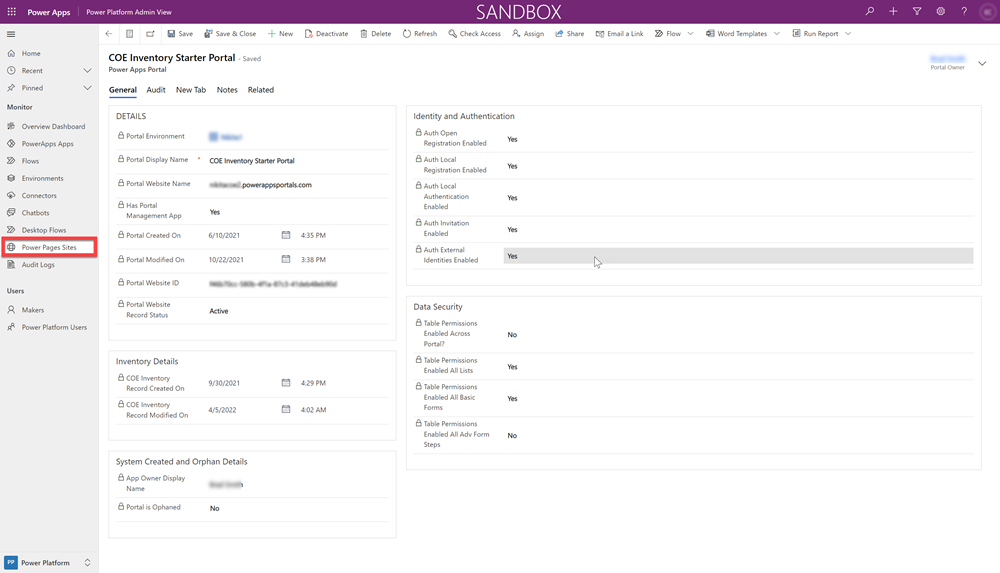 Power Apps
Power Platform Admin View
SANDBOX
Save
Save & Close
New
Deactivate
Delete
Refresh
Check Access
Assign
Share
Email a Link
Flow
Word Templates
Run Report
Home
Recent
Pinned
Monitor
Overview Dashboard
PowerApps Apps
Flows
Environments
Connectors
Chatbots
Desktop Flows
Power Pages Sites
Audit Logs
Users
Makers
Power Platform Users
PP Power Platform
COE Inventory Starter Portal - Saved
Power Apps Portal
Portal Owner
General
Audit
New Tab
Notes
Related
DETAILS
Portal Environment
Portal Display Name * COE Inventory Starter Portal
Portal Website Name .powerappsportals.com
Has Portal
Management App
Yes
Portal Created On 6/10/2021 4:35 PM
Portal Modified On 10/22/2021 3:38 PM
Portal Website ID
Portal Website
Record Status
Active
Inventory Details
COE Inventory
Record Created On
9/30/2021 4:29 PM
COE Inventory
Record Modified On
4/5/2022 4:02 AM
System Created and Orphan Details
App Owner Display
Name
Portal is Ophaned No
Identity and Authentication
Auth Open
Registration Enabled
Yes
Auth Local
Registration Enabled
Yes
Auth Local
Authentication
Enabled
Yes
Auth Invitation
Enabled
Yes
Auth External
Identities Enabled
Yes
Data Security
Table Permissions
Enabled Across
Portal?
No
Table Permissions
Enabled All Lists
Yes
Table Permissions
Enabled All Basic
Forms
Yes
Table Permissions
Enabled All Adv Form
Steps
No